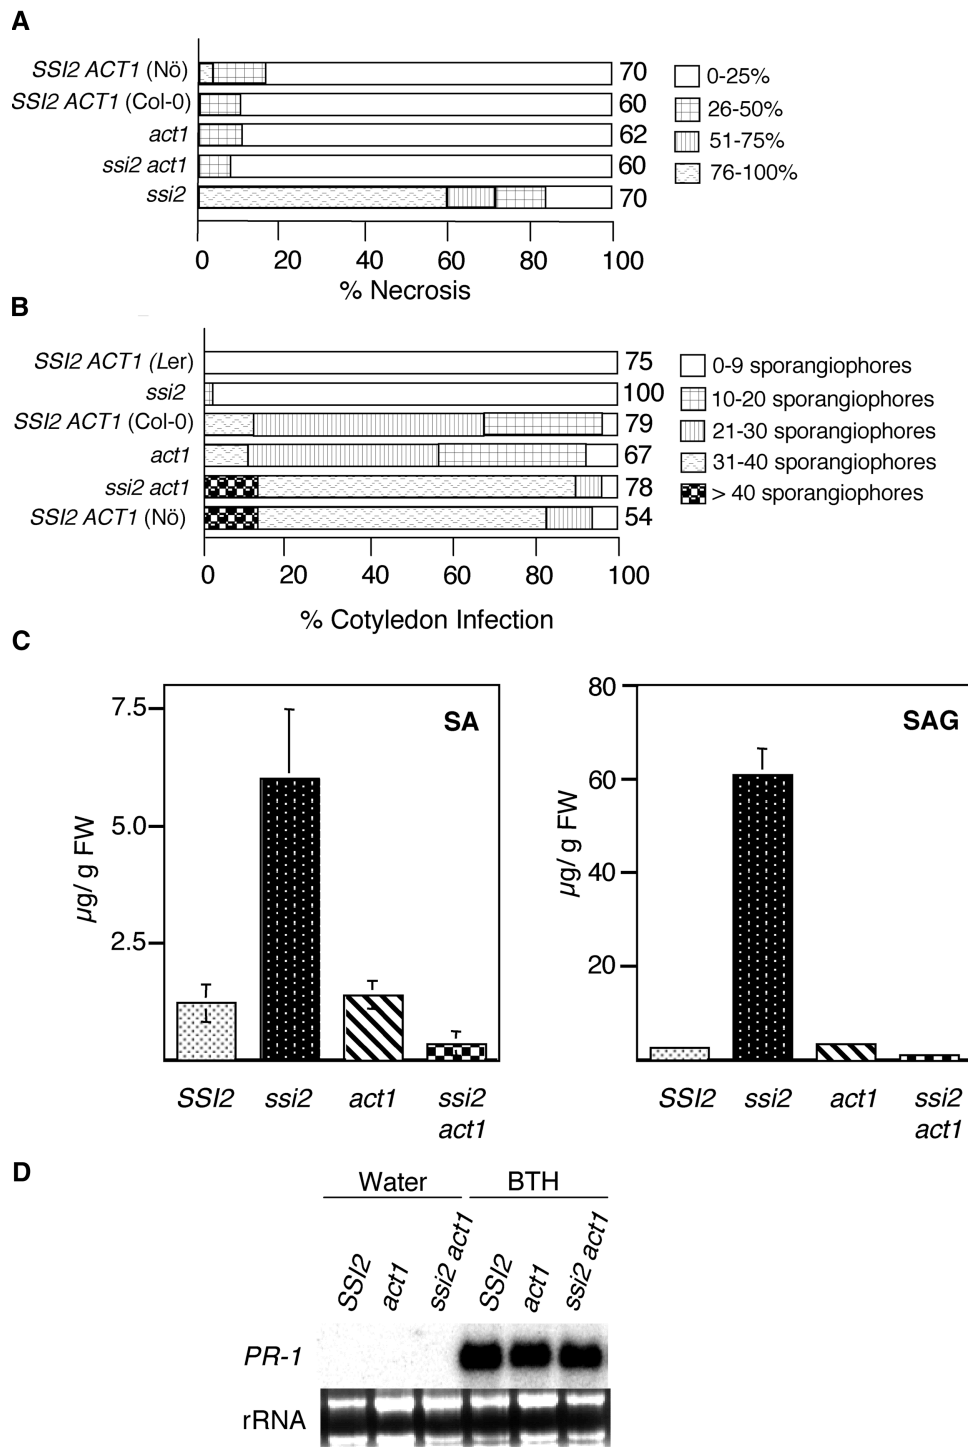 A
SSI2 ACT1 (Nö) 70
0-25%
SSI2 ACT1 (Col-0) 60
26-50%
act1 62
51-75%
ssi2 act1 60
76-100%
ssi2 70
0 20 40 60 80 100
% Necrosis
B
SSI2 ACT1 (Ler) 75
0-9 sporangiophores
ssi2 100
10-20 sporangiophores
SSI2 ACT1 (Col-0) 79
21-30 sporangiophores
act1 67
31-40 sporangiophores
ssi2 act1 78
> 40 sporangiophores
SSI2 ACT1 (Nö) 54
0 20 40 60 80 100
% Cotyledon Infection
C
7.5
5.0
2.5
µg/ g FW
SA
SSI2 ssi2 act1 ssi2
act1
80
60
40
20
µg/ g FW
SAG
SSI2 ssi2 act1 ssi2
act1
D
Water BTH
SSI2 act1 ssi2 act1 SSI2 act1 ssi2 act1
PR-1
rRNA